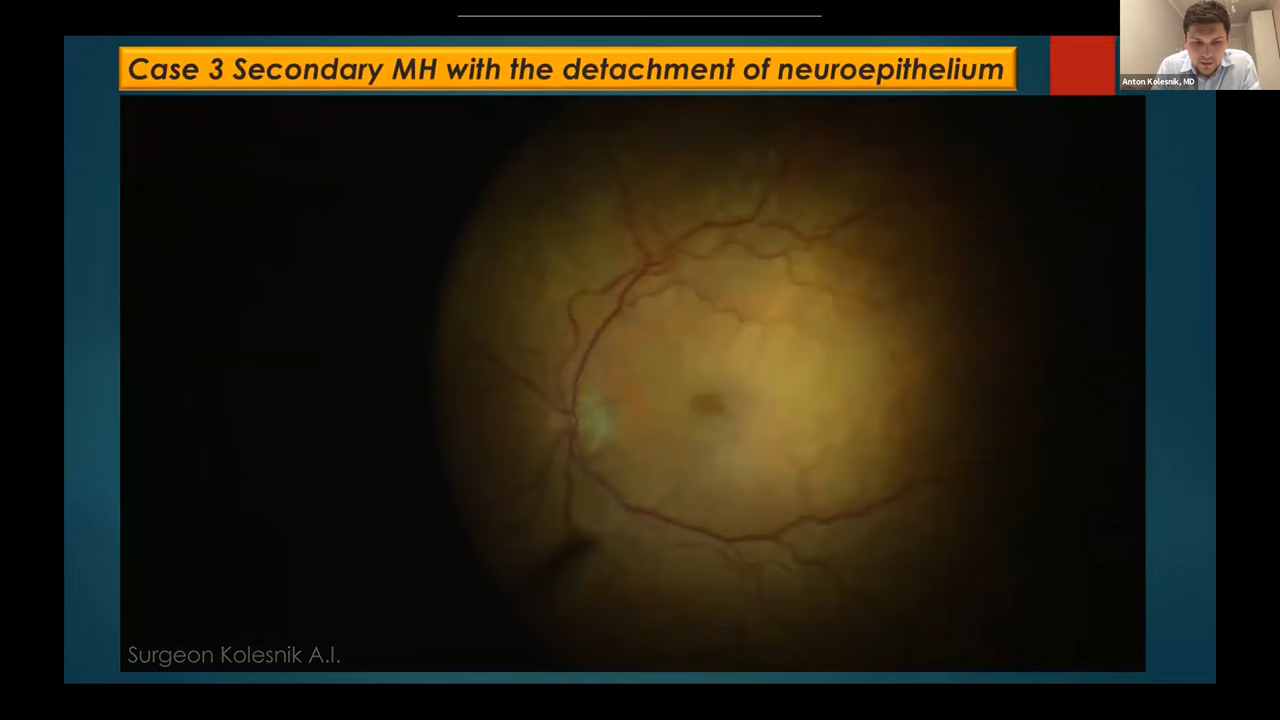 Case 3 Secondary MH with the detachment of neuroepithelium
Anton Kolesnik, MD
Surgeon Kolesnik A.I.